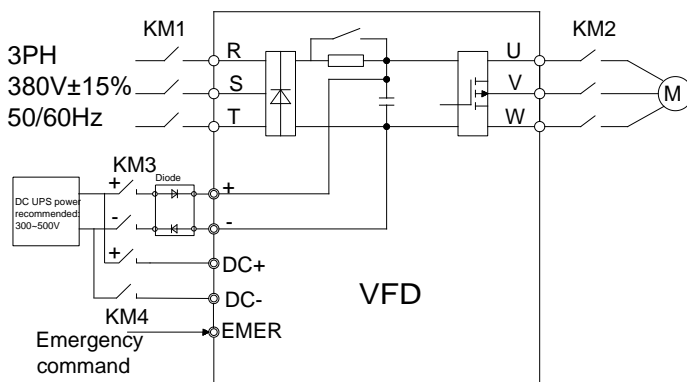 KM1
KM2
3PH
380V±15%
50/60Hz
R
S
T
U
V
W
M
KM3
Diode
+
-
+
-
+
DC UPS power
recommended:
300~500V
DC+
DC-
KM4
EMER
Emergency
command
VFD